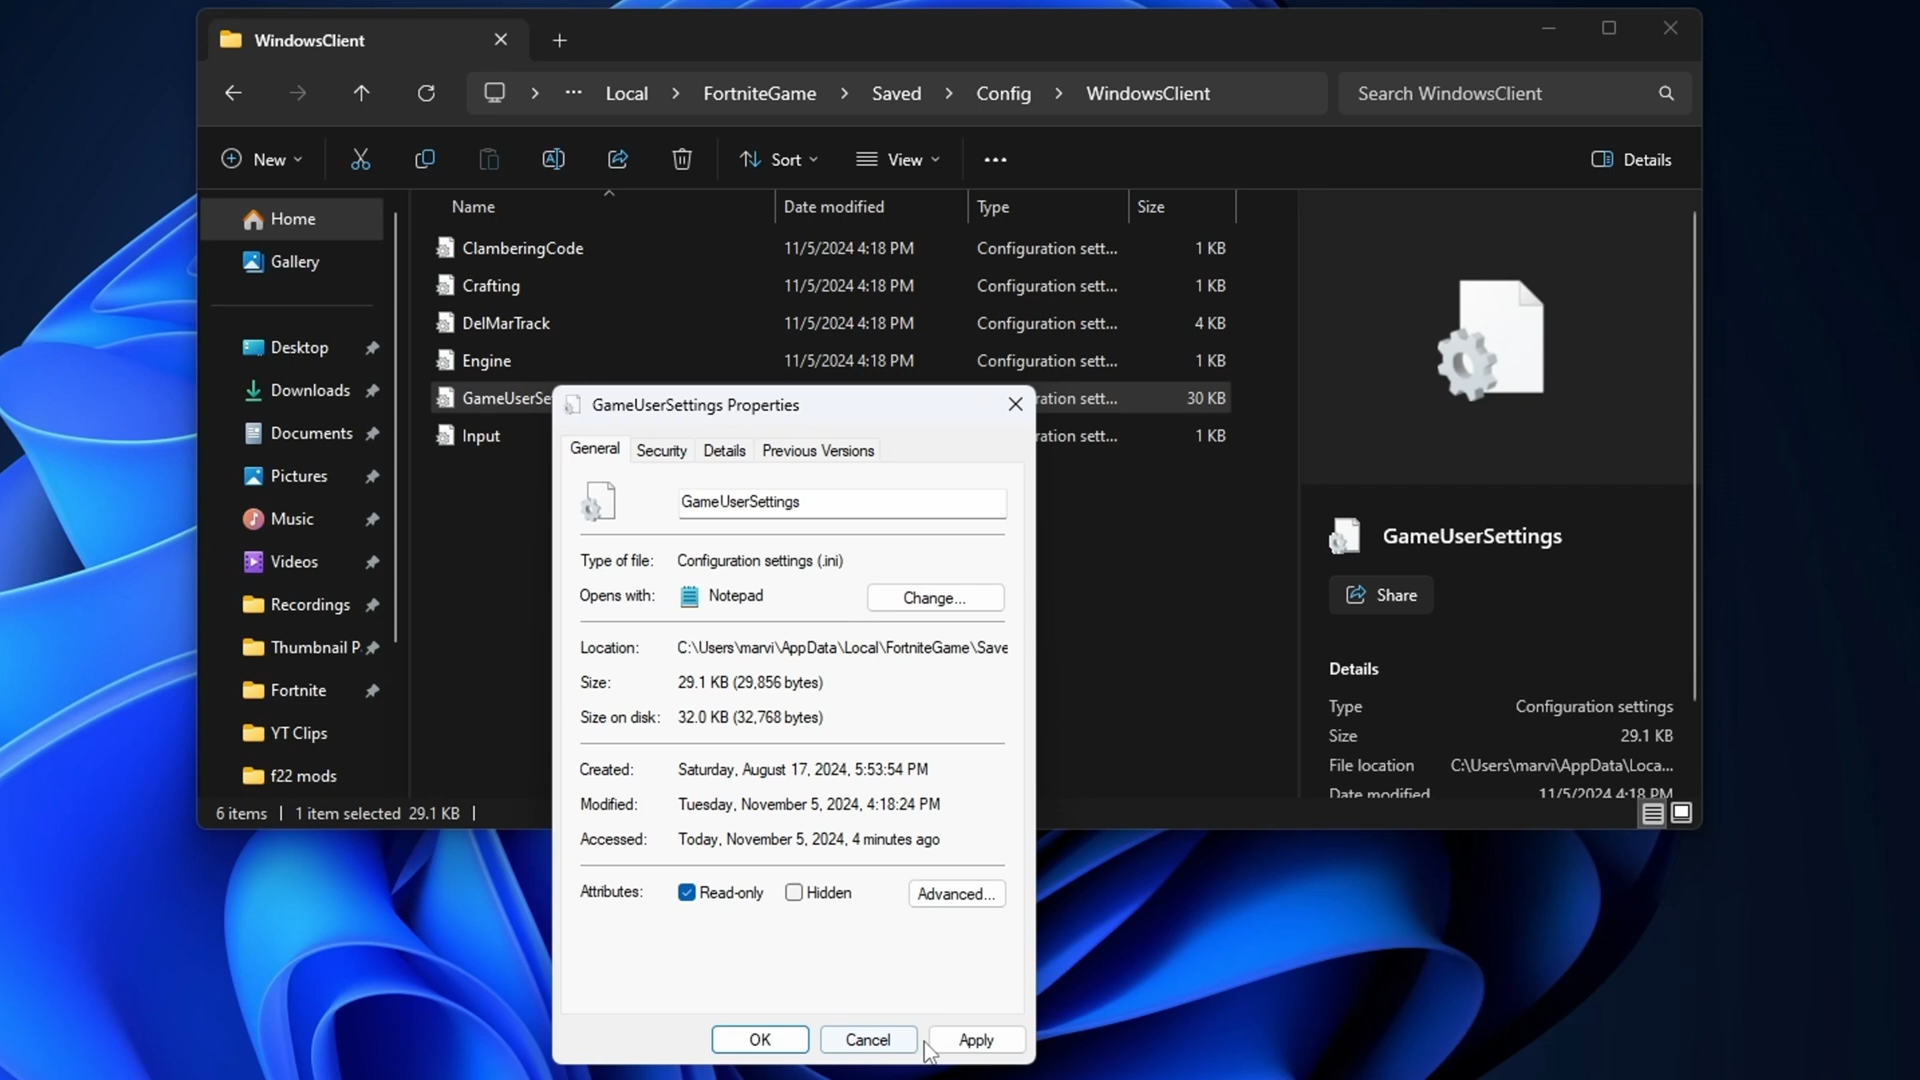 WindowsClient
Local > FortniteGame > Saved > Config > WindowsClient
Search WindowsClient
New
Sort
View
Details
Home
Gallery
Desktop
Downloads
Documents
Pictures
Music
Videos
Recordings
Thumbnail P
Fortnite
YT Clips
f22 mods
Name Date modified Type Size
ClamberingCode 11/5/2024 4:18 PM Configuration sett... 1 KB
Crafting 11/5/2024 4:18 PM Configuration sett... 1 KB
DelMarTrack 11/5/2024 4:18 PM Configuration sett... 4 KB
Engine 11/5/2024 4:18 PM Configuration sett... 1 KB
GameUserSe ration sett... 30 KB
Input ration sett... 1 KB
GameUserSettings Properties
General Security Details Previous Versions
GameUserSettings
Type of file: Configuration settings (.ini)
Opens with: Notepad Change...
Location: C:\Users\marvi\AppData\Local\FortniteGame\Save
Size: 29.1 KB (29,856 bytes)
Size on disk: 32.0 KB (32,768 bytes)
Created: Saturday, August 17, 2024, 5:53:54 PM
Modified: Tuesday, November 5, 2024, 4:18:24 PM
Accessed: Today, November 5, 2024, 4 minutes ago
Attributes: Read-only Hidden Advanced...
OK Cancel Apply
GameUserSettings
Share
Details
Type Configuration settings
Size 29.1 KB
File location C:\Users\marvi\AppData\Loca...
Date modified 11/5/2024 4:18 PM
6 items | 1 item selected 29.1 KB |